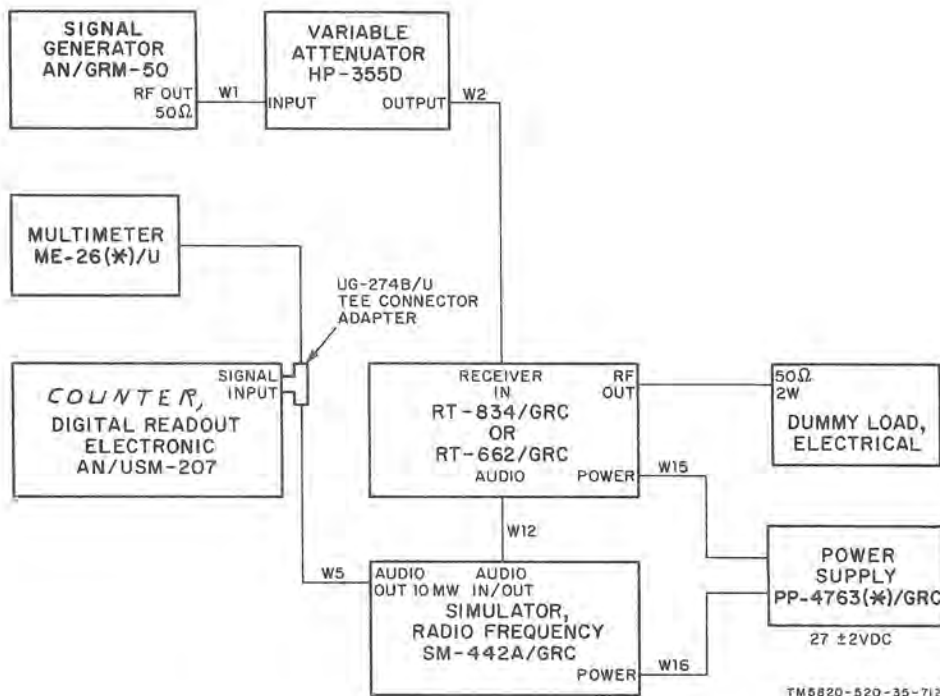 SIGNAL
GENERATOR
AN/GRM-50
RF OUT
50Ω
W1
VARIABLE
ATTENUATOR
HP-355D
INPUT
OUTPUT
W2
MULTIMETER
ME-26(*)/U
UG-274B/U
TEE CONNECTOR
ADAPTER
SIGNAL
INPUT
COUNTER,
DIGITAL READOUT
ELECTRONIC
AN/USM-207
RECEIVER
IN
RF
OUT
RT-834/GRC
OR
RT-662/GRC
AUDIO
POWER
50Ω
2W
DUMMY LOAD,
ELECTRICAL
W15
W12
W5
AUDIO
OUT 10 MW
AUDIO
IN/OUT
SIMULATOR,
RADIO FREQUENCY
SM-442A/GRC
POWER
W16
POWER
SUPPLY
PP-4763(*)/GRC
27 ±2VDC